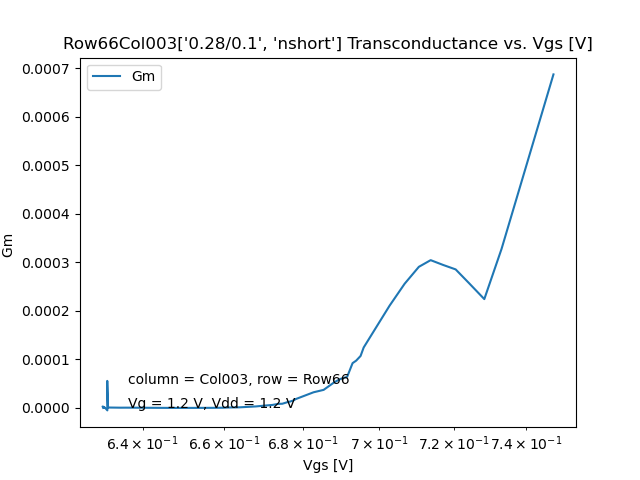 Row66Col003['0.28/0.1', 'nshort'] Transconductance vs. Vgs [V]
Gm
0.0007
0.0006
0.0005
0.0004
0.0003
0.0002
0.0001
0.0000
Gm
column = Col003, row = Row66
Vg = 1.2 V, Vdd = 1.2 V
6.4 × 10⁻¹ 6.6 × 10⁻¹ 6.8 × 10⁻¹ 7 × 10⁻¹ 7.2 × 10⁻¹ 7.4 × 10⁻¹
Vgs [V]